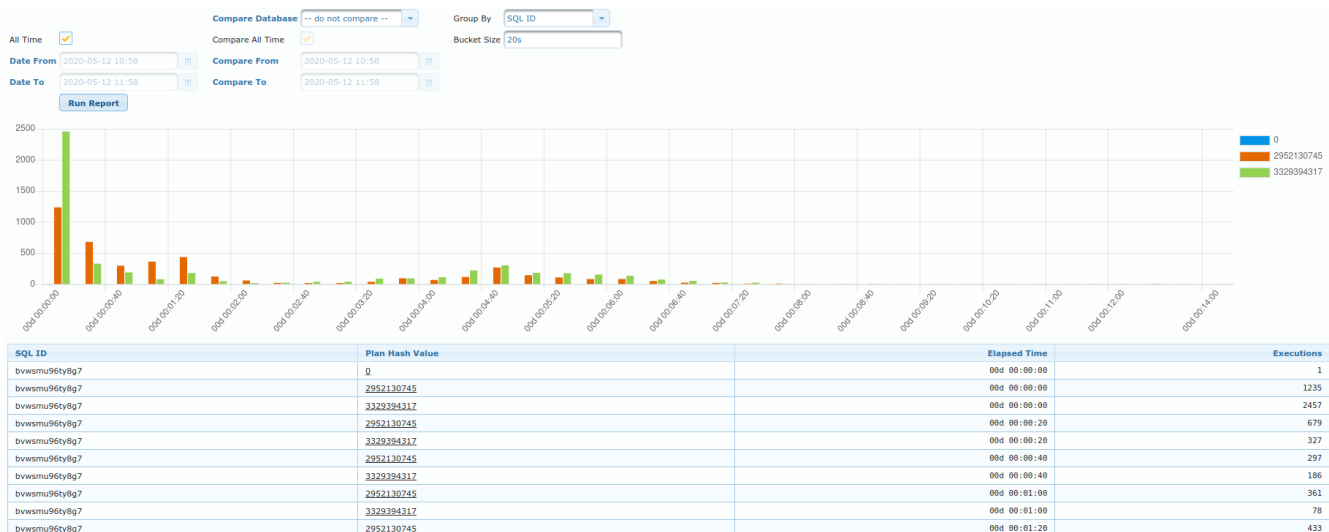 Compare Database -- do not compare -- Group By SQL ID
All Time Compare All Time Bucket Size 20s
Date From 2020-05-12 10:58 Compare From 2020-05-12 10:58
Date To 2020-05-12 11:58 Compare To 2020-05-12 11:58
Run Report
2500
2000
1500
1000
500
0
0
2952130745
3329394317
00d 00:00:00 00d 00:00:40 00d 00:01:20 00d 00:02:00 00d 00:02:40 00d 00:03:20 00d 00:04:00 00d 00:04:40 00d 00:05:20 00d 00:06:00 00d 00:06:40 00d 00:07:20 00d 00:08:00 00d 00:08:40 00d 00:09:20 00d 00:10:20 00d 00:11:00 00d 00:12:00 00d 00:14:00
SQL ID Plan Hash Value Elapsed Time Executions
bvwsmu96ty8g7 0 00d 00:00:00 1
bvwsmu96ty8g7 2952130745 00d 00:00:00 1235
bvwsmu96ty8g7 3329394317 00d 00:00:00 2457
bvwsmu96ty8g7 2952130745 00d 00:00:20 679
bvwsmu96ty8g7 3329394317 00d 00:00:20 327
bvwsmu96ty8g7 2952130745 00d 00:00:40 297
bvwsmu96ty8g7 3329394317 00d 00:00:40 186
bvwsmu96ty8g7 2952130745 00d 00:01:00 361
bvwsmu96ty8g7 3329394317 00d 00:01:00 78
bvwsmu96ty8g7 2952130745 00d 00:01:20 433